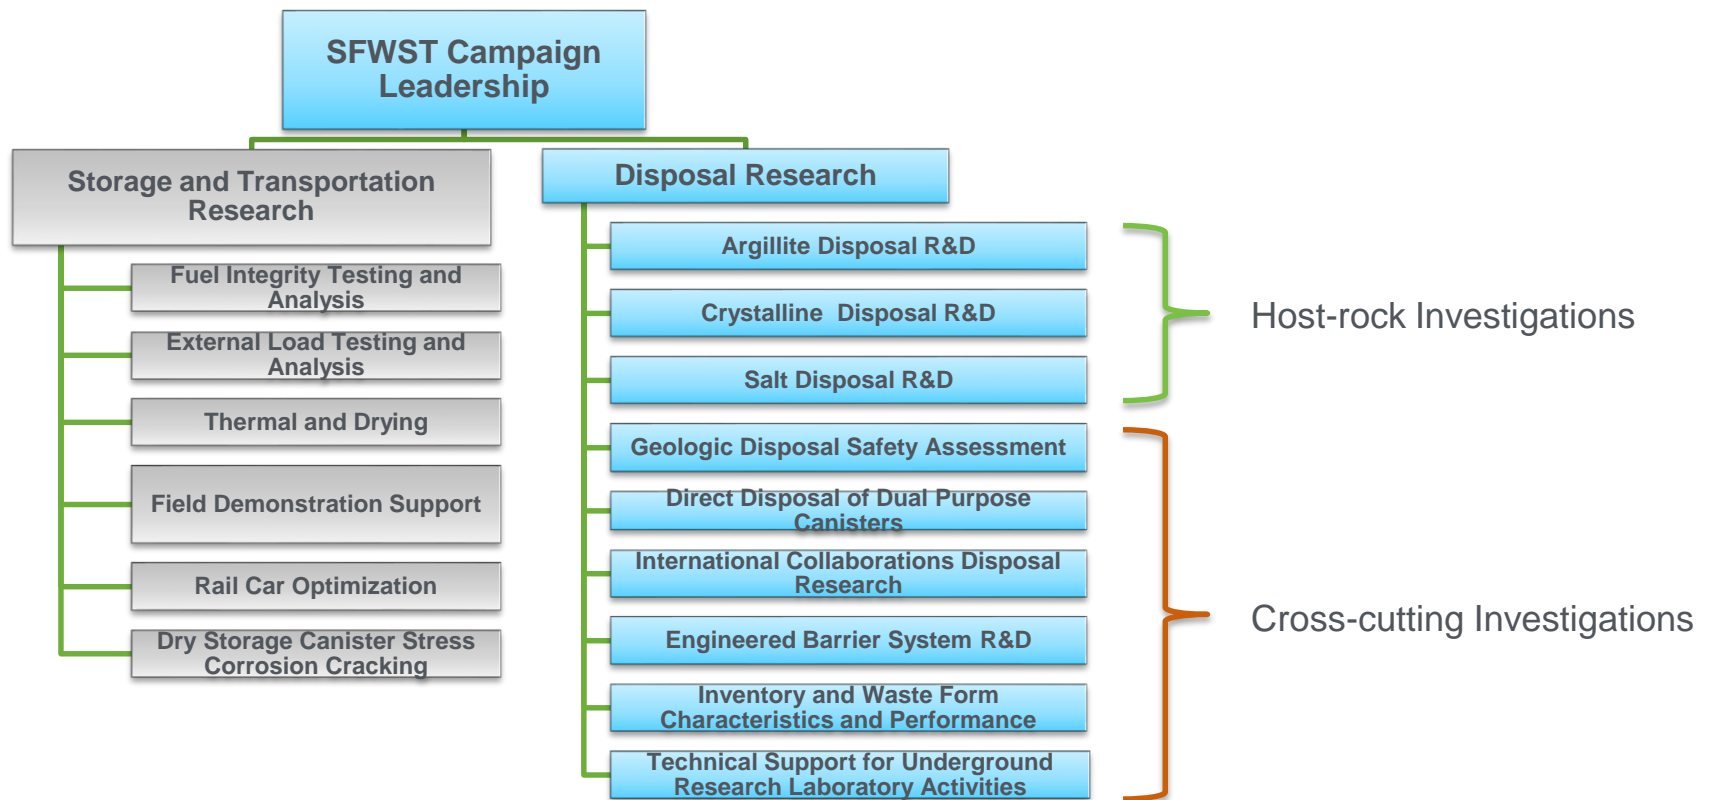 SFWST Campaign
Leadership
Storage and Transportation
Research
Fuel Integrity Testing and
Analysis
External Load Testing and
Analysis
Thermal and Drying
Field Demonstration Support
Rail Car Optimization
Dry Storage Canister Stress
Corrosion Cracking
Disposal Research
Argillite Disposal R&D
Crystalline Disposal R&D
Salt Disposal R&D
Geologic Disposal Safety Assessment
Direct Disposal of Dual Purpose
Canisters
International Collaborations Disposal
Research
Engineered Barrier System R&D
Inventory and Waste Form
Characteristics and Performance
Technical Support for Underground
Research Laboratory Activities
Host-rock Investigations
Cross-cutting Investigations